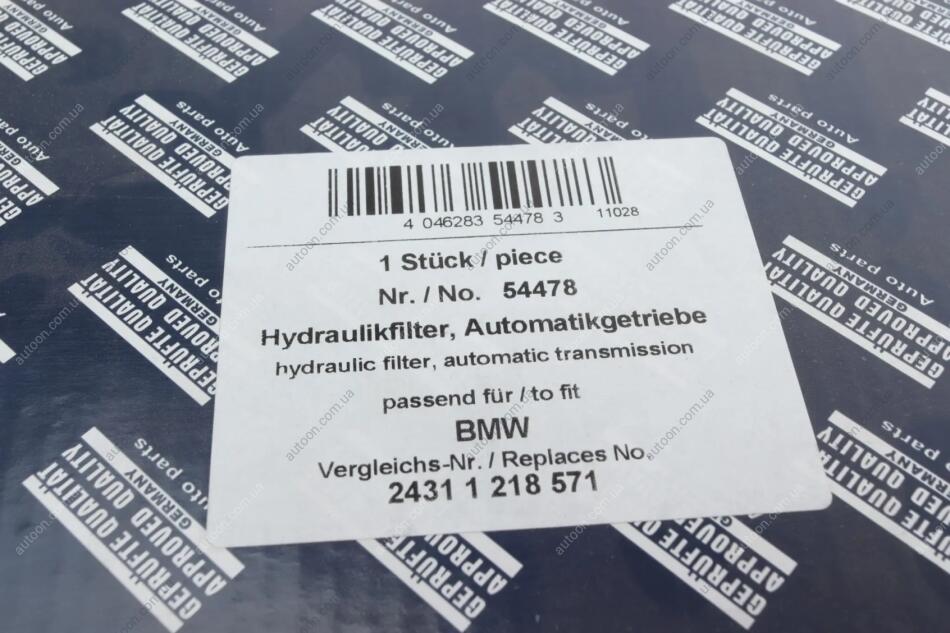 4 046283 54478 3 11028
1 Stück / piece
Nr. / No. 54478
Hydraulikfilter, Automatikgetriebe
hydraulic filter, automatic transmission
passend für / to fit
BMW
Vergleichs-Nr. / Replaces No.
2431 1 218 571
GEPRÜFTE QUALITÄT
APPROVED QUALITY
GERMANY
Auto parts
autoon.com.ua